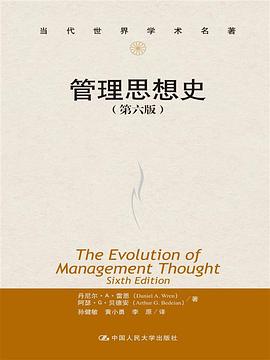 当代世界学术名著
管理思想史
(第六版)
The Evolution of
Management Thought
Sixth Edition
丹尼尔·A·雷恩 (Daniel A. Wren)
阿瑟·G·贝德安 (Arthur G. Bedeian) 著
孙健敏 黄小勇 李原 / 译
中国人民大学出版社